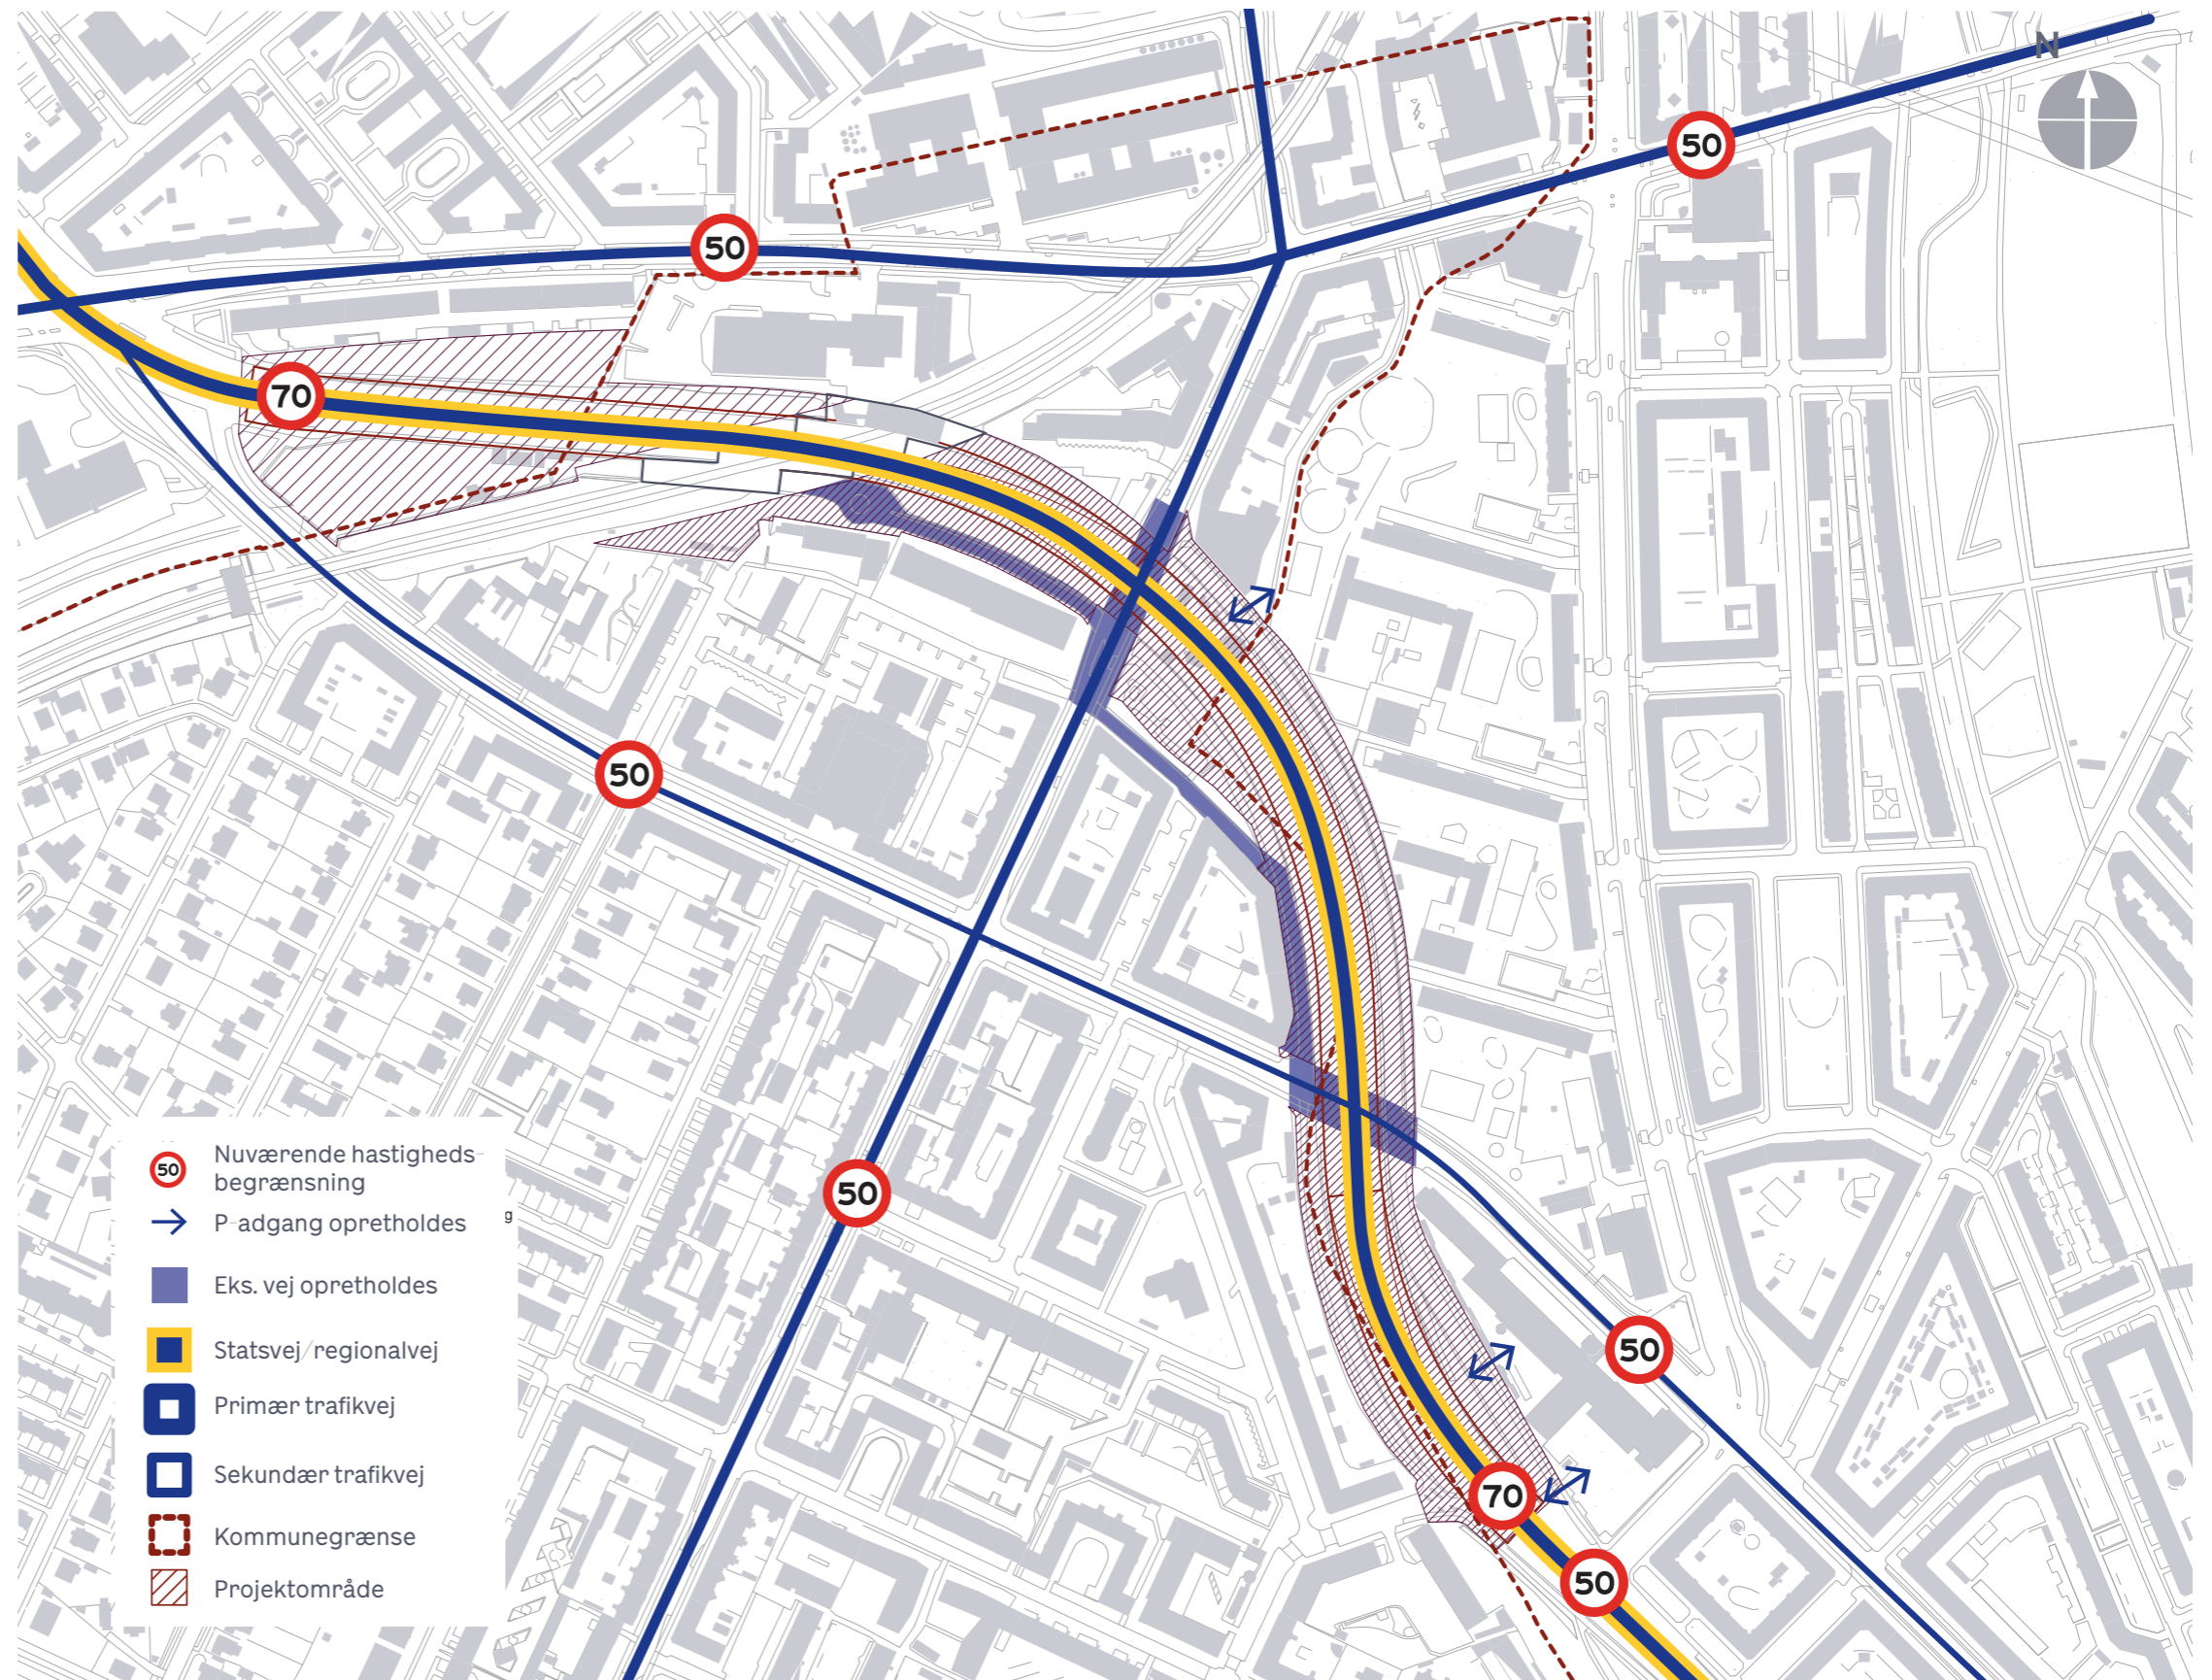 N
50
50
70
50
50
50
70
50
50
Nuværende hastigheds-
begrænsning
P-adgang opretholdes
g
Eks. vej opretholdes
Statsvej/regionalvej
Primær trafikvej
Sekundær trafikvej
Kommunegrænse
Projektområde